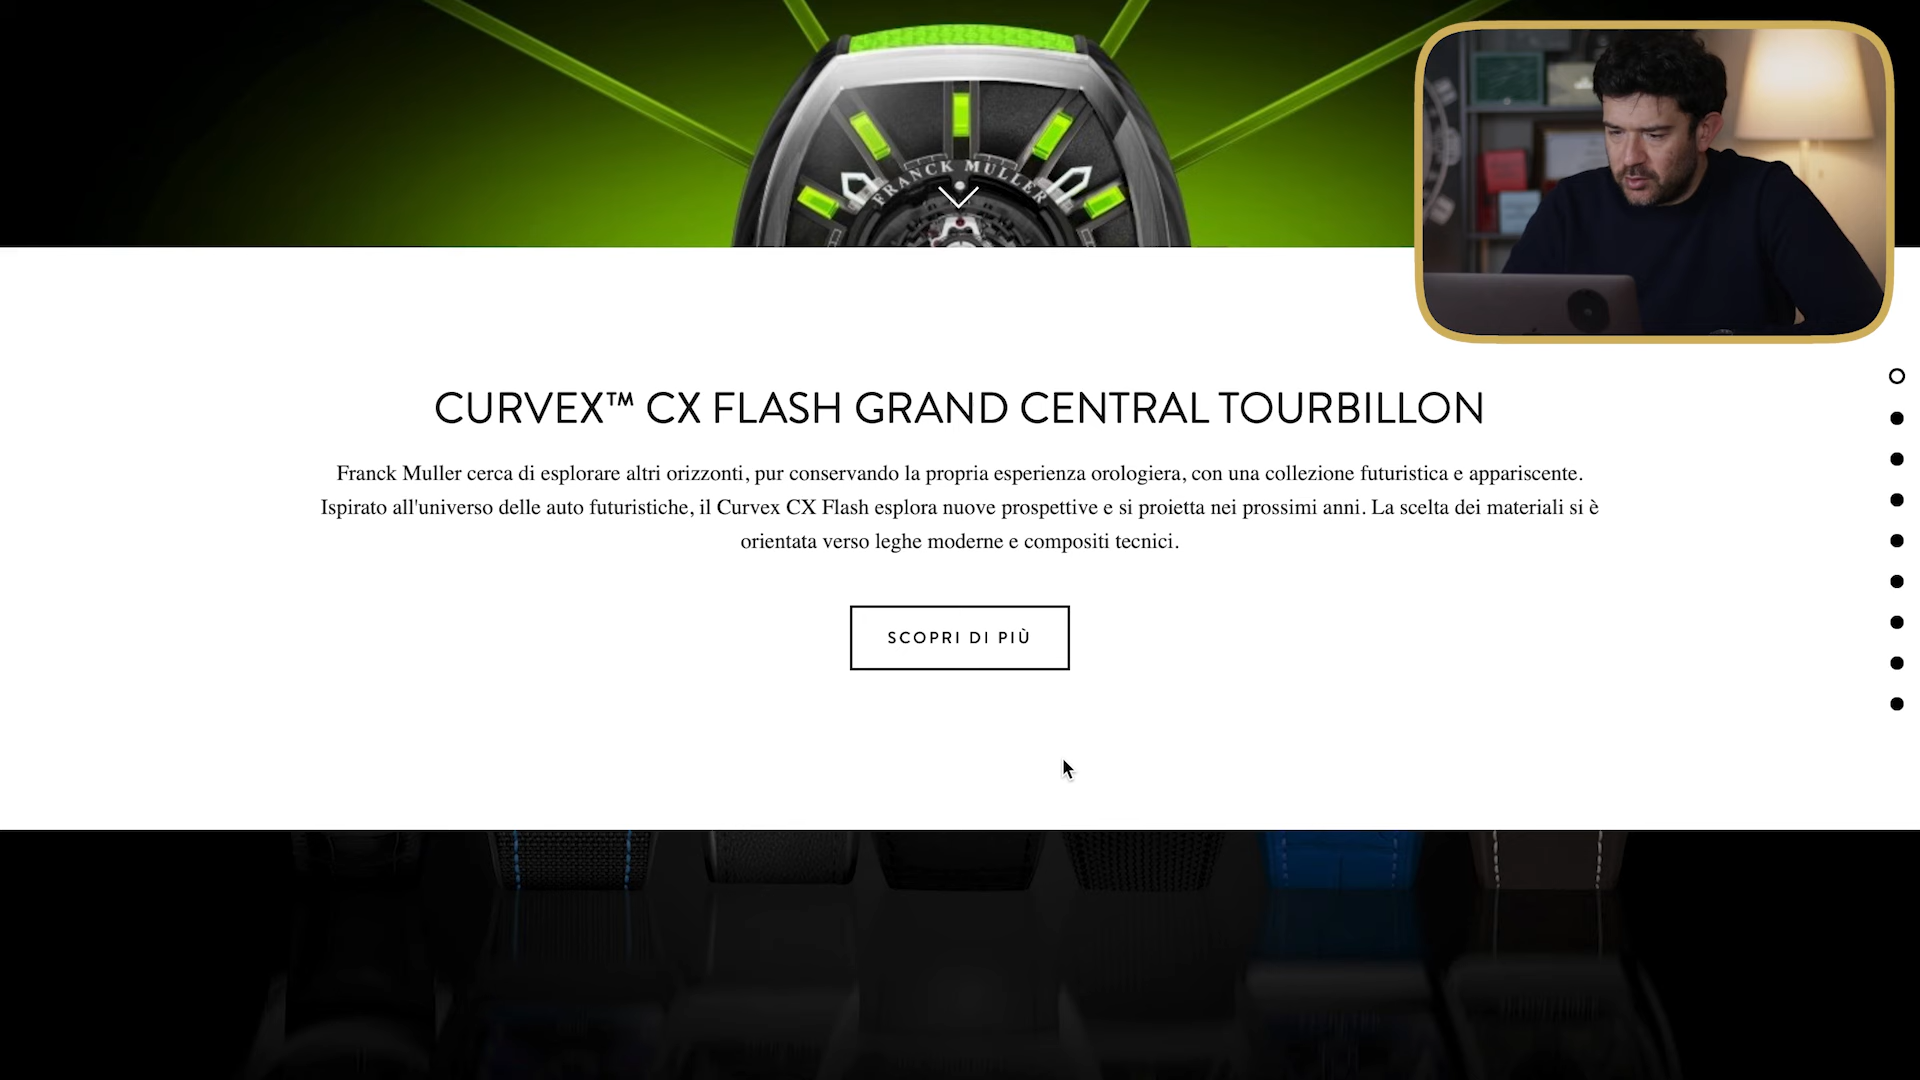 FRANCK MULLER
CURVEX™ CX FLASH GRAND CENTRAL TOURBILLON
Franck Muller cerca di esplorare altri orizzonti, pur conservando la propria esperienza orologiera, con una collezione futuristica e appariscente.
Ispirato all'universo delle auto futuristiche, il Curvex CX Flash esplora nuove prospettive e si proietta nei prossimi anni. La scelta dei materiali si è
orientata verso leghe moderne e compositi tecnici.
SCOPRI DI PIÙ